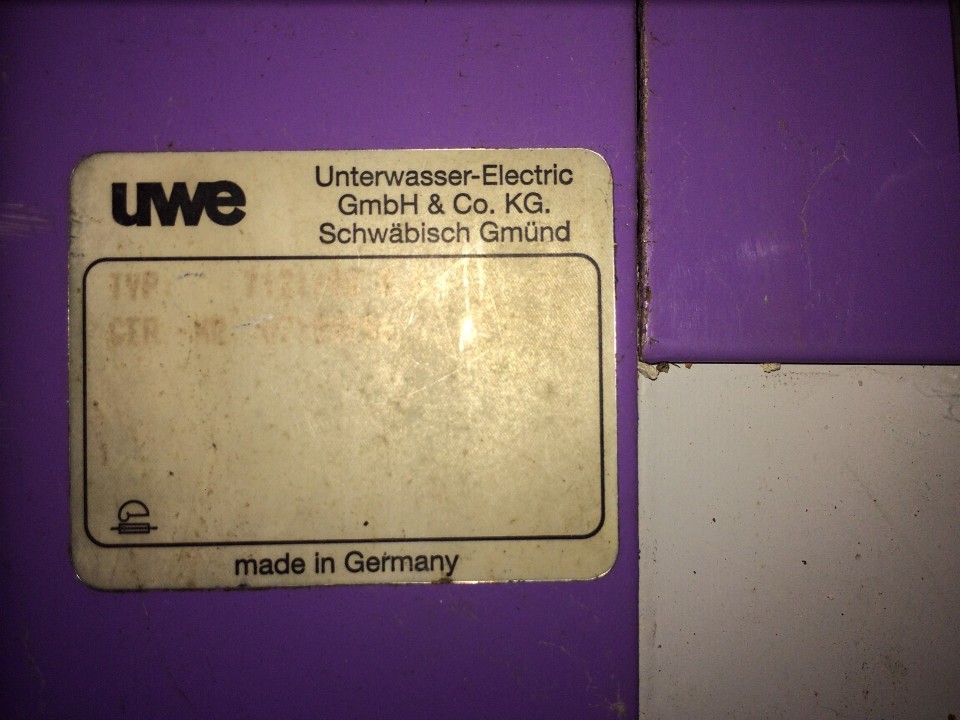 uwe
Unterwasser-Electric
GmbH & Co. KG.
Schwäbisch Gmünd
TYP
made in Germany